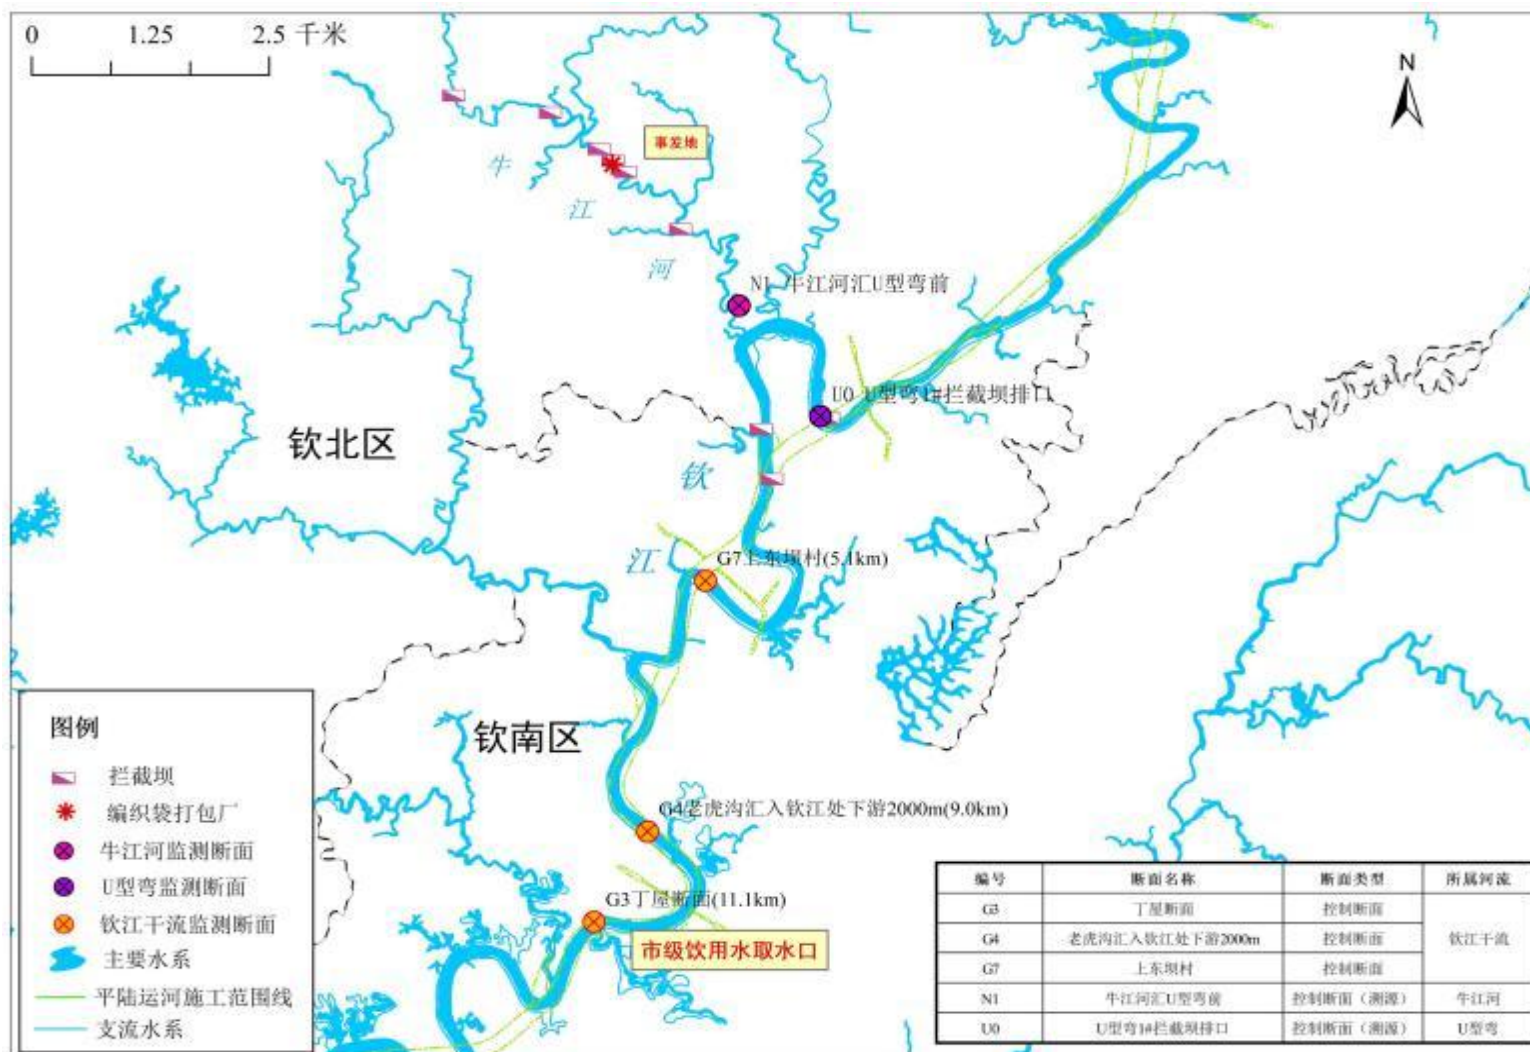 0 1.25 2.5 千米
N
事发地
牛
江
河
N1 牛江河汇U型弯前
U0 U型弯1#拦截坝排口
钦北区
钦
江
G7上东坝村(5.1km)
钦南区
G4老虎沟汇入钦江处下游2000m(9.0km)
G3丁屋断面(11.1km)
市级饮用水取水口
图例
拦截坝
编织袋打包厂
牛江河监测断面
U型弯监测断面
钦江干流监测断面
主要水系
平陆运河施工范围线
支流水系
编号 断面名称 断面类型 所属河流
G3 丁屋断面 控制断面
G4 老虎沟汇入钦江处下游2000m 控制断面 钦江干流
G7 上东坝村 控制断面
N1 牛江河汇U型弯前 控制断面（溯源） 牛江河
U0 U型弯1#拦截坝排口 控制断面（溯源） U型弯